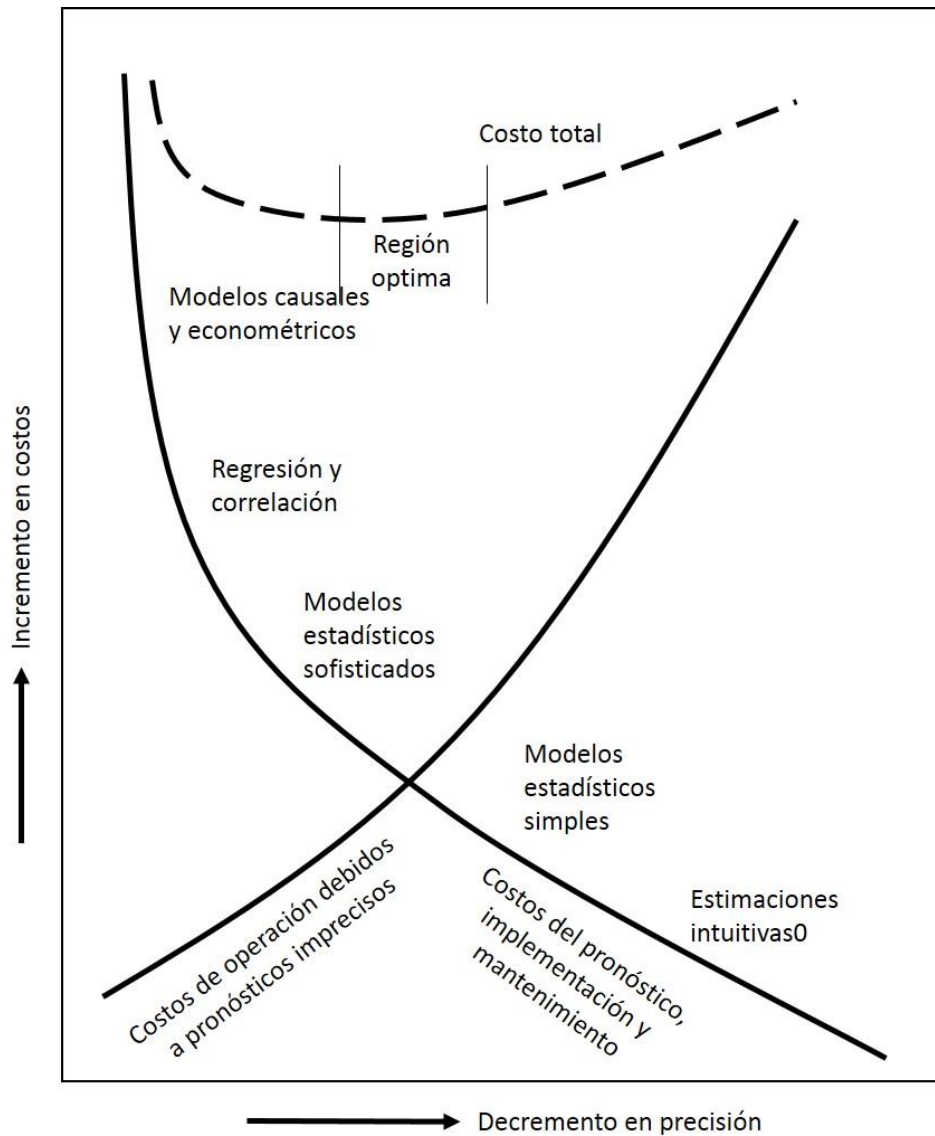 Costo total
Región
optima
Modelos causales
y econométricos
Regresión y
correlación
Modelos
estadísticos
sofisticados
Modelos
estadísticos
simples
Estimaciones
intuitivas0
Costos de operación debidos
a pronósticos imprecisos
Costos del pronóstico,
implementación y
mantenimiento
Incremento en costos
Decremento en precisión